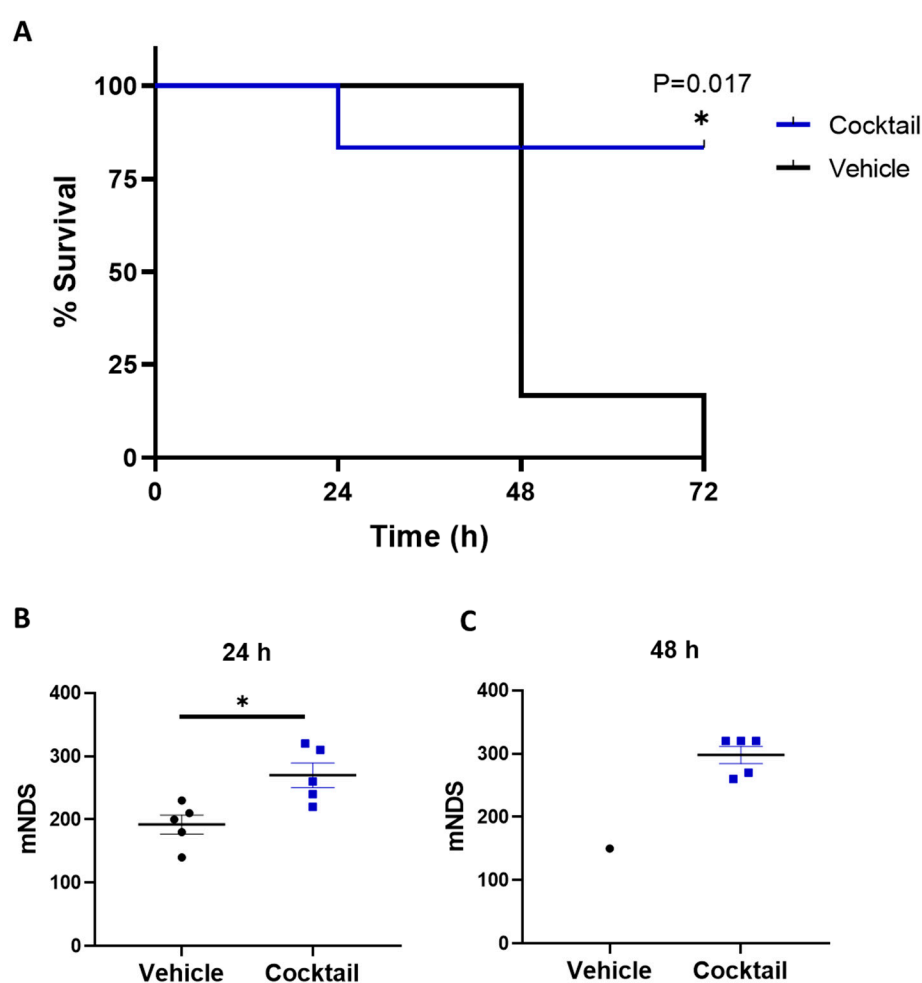 A
P=0.017
*
Cocktail
Vehicle
100
75
50
25
0
% Survival
0 24 48 72
Time (h)
B
24 h
*
400
300
200
100
0
mNDS
Vehicle Cocktail
C
48 h
400
300
200
100
0
mNDS
Vehicle Cocktail